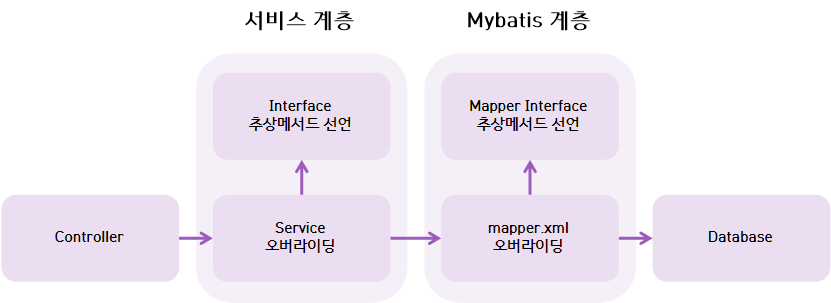 서비스 계층
Mybatis 계층
Interface
추상메서드 선언
Mapper Interface
추상메서드 선언
Controller
Service
오버라이딩
mapper.xml
오버라이딩
Database